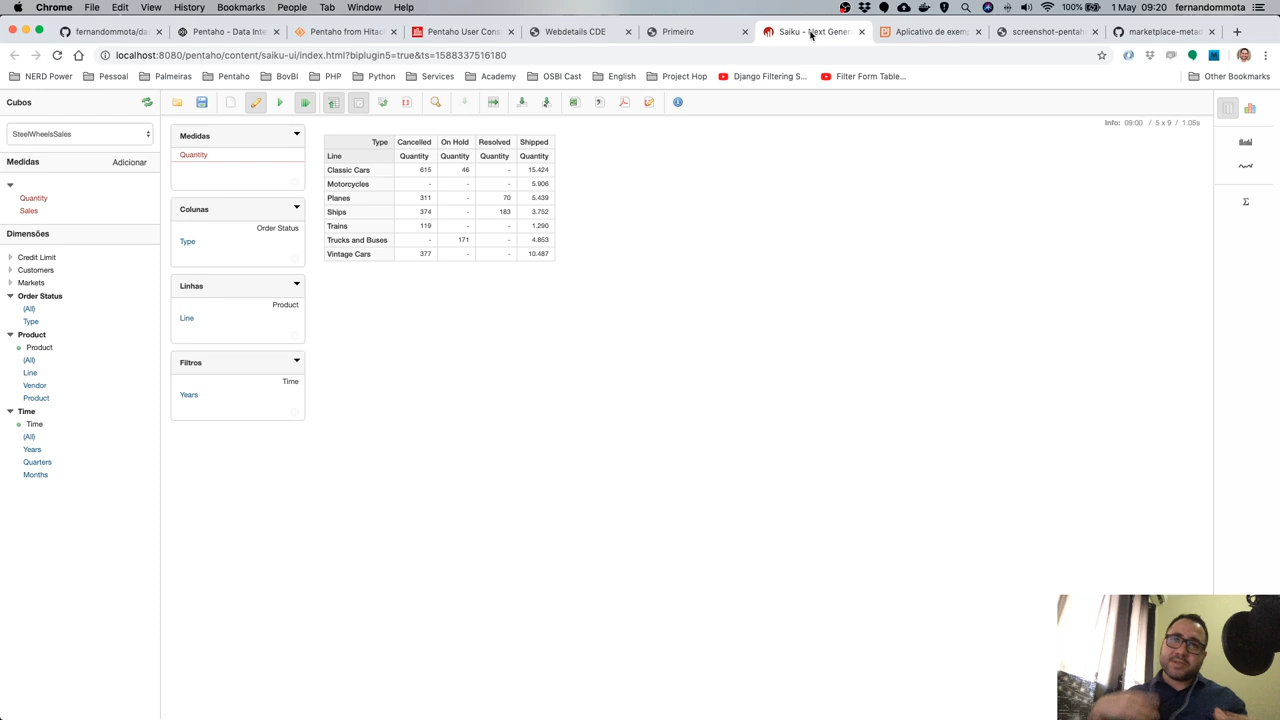 Chrome File Edit View History Bookmarks People Tab Window Help 100% 1 May 09:20 fernandommota
fernandommota/da Pentaho - Data Inte Pentaho from Hitac Pentaho User Conso Webdetails CDE Primeiro Saiku - Next Gener Aplicativo de exemp screenshot-pentah marketplace-metad
localhost:8080/pentaho/content/saiku-ui/index.html?biplugin5=true&ts=1588337516180
NERD Power Pessoal Palmeiras Pentaho BovBI PHP Python Services Academy OSBI Cast English Project Hop Django Filtering S... Filter Form Table... Other Bookmarks
Cubos
SteelWheelsSales
Medidas Adicionar
Quantity
Sales
Dimensões
Credit Limit
Customers
Markets
Order Status
(All)
Type
Product
Product
(All)
Line
Vendor
Product
Time
Time
(All)
Years
Quarters
Months
Medidas
Quantity
Colunas
Order Status
Type
Linhas
Product
Line
Filtros
Time
Years
Info: 09:00 / 5 x 9 / 1.05s
Type Cancelled On Hold Resolved Shipped
Line Quantity Quantity Quantity Quantity
Classic Cars 615 46 - 15.424
Motorcycles - - - 5.906
Planes 311 - 70 5.439
Ships 374 - 183 3.752
Trains 119 - - 1.290
Trucks and Buses - 171 - 4.853
Vintage Cars 377 - - 10.487